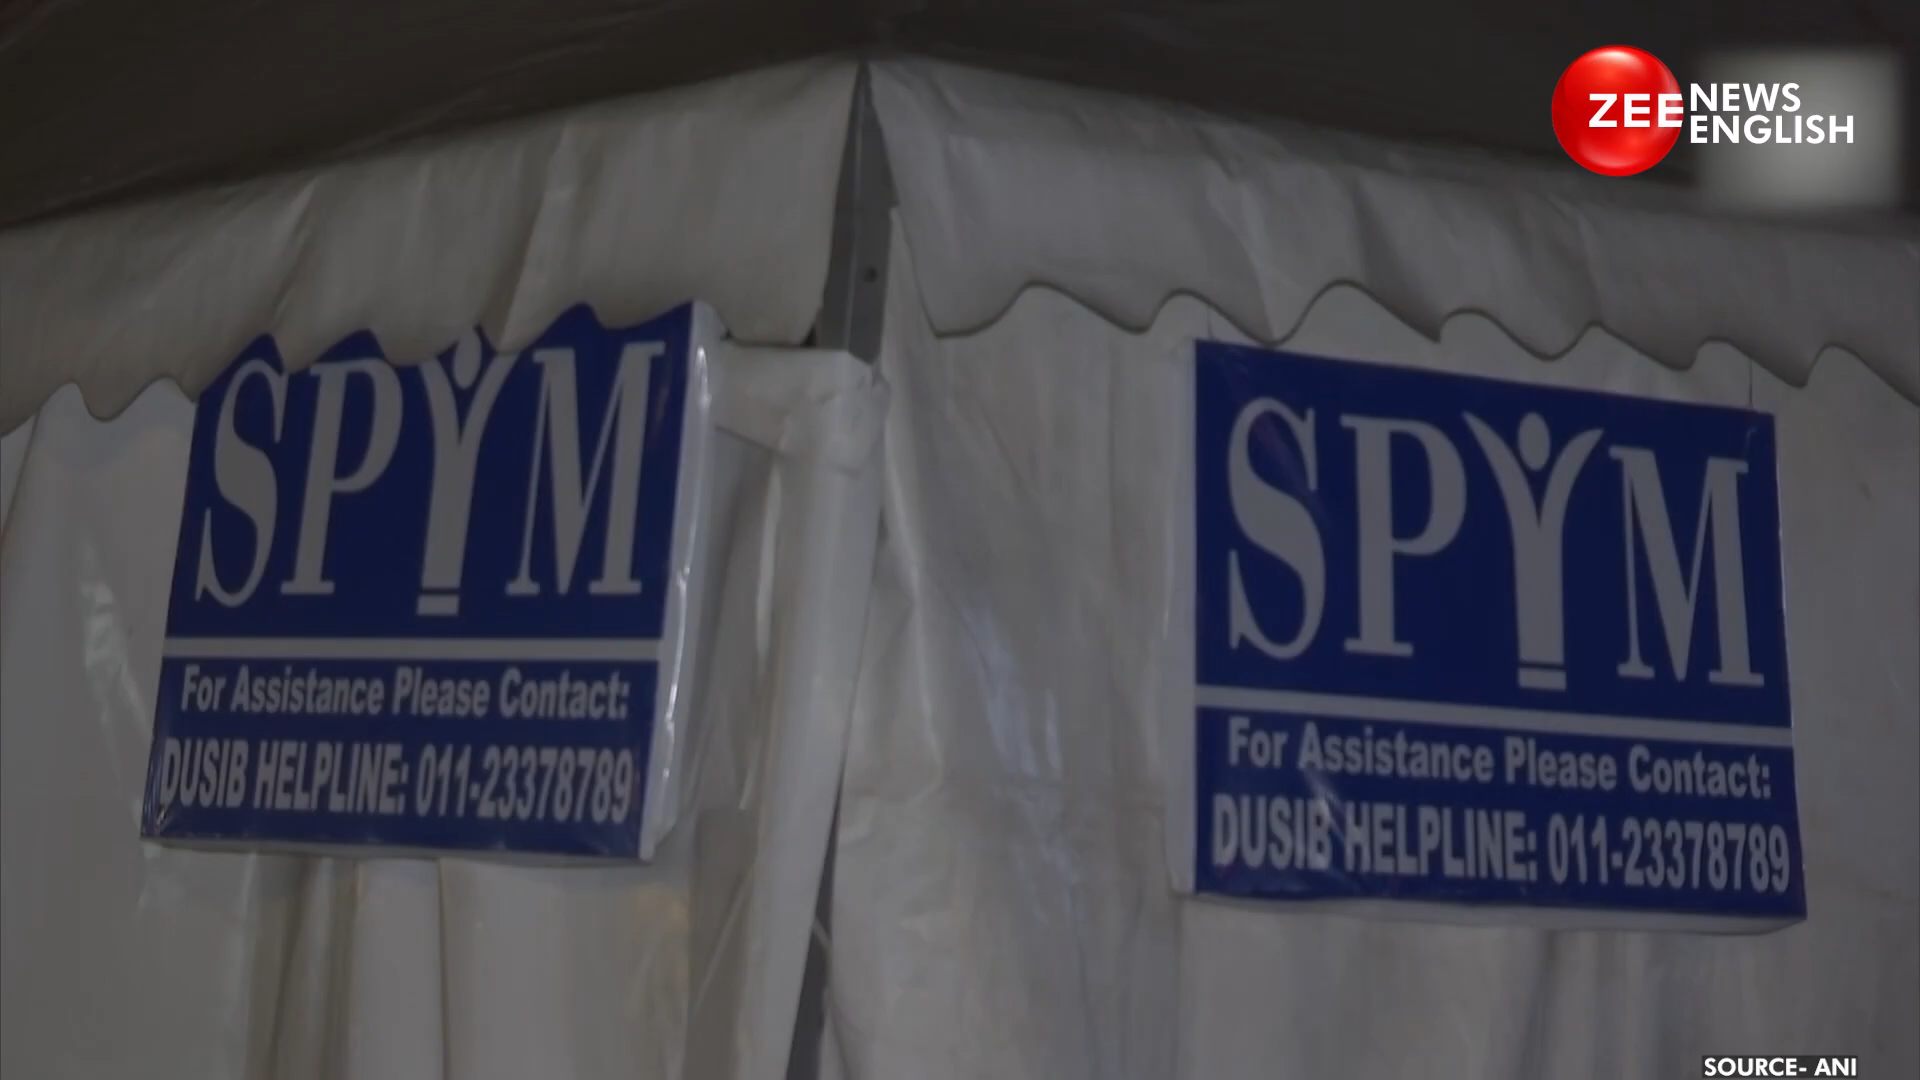 ZEE NEWS
ENGLISH
SPYM
For Assistance Please Contact:
DUSIB HELPLINE: 011-23378789
SPYM
For Assistance Please Contact:
DUSIB HELPLINE: 011-23378789
SOURCE- ANI